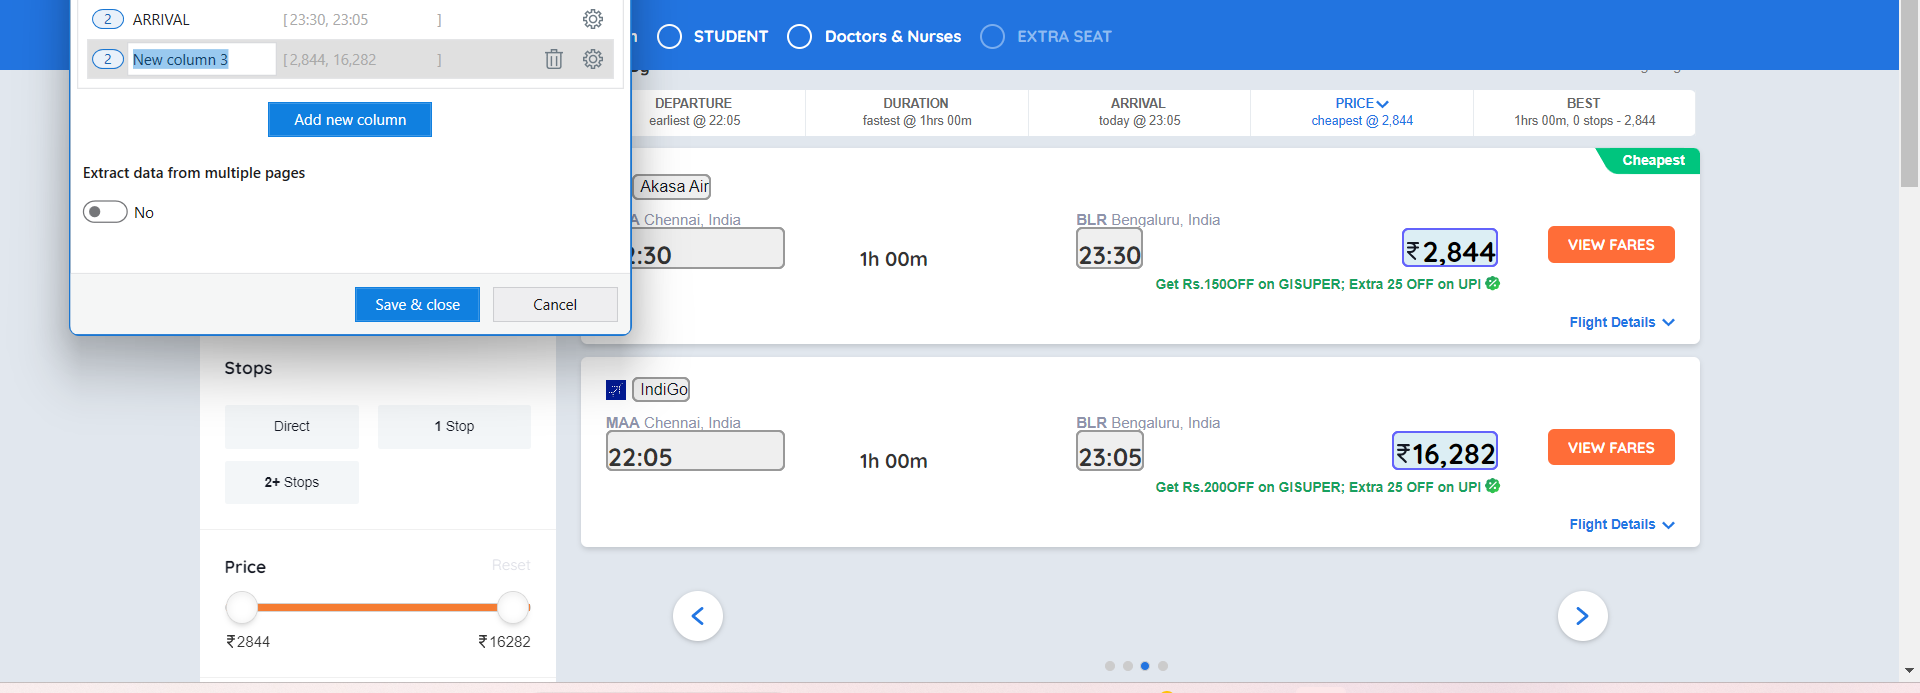 2 ARRIVAL [23:30, 23:05 ]
2 New column 3 [2,844, 16,282 ]
Add new column
Extract data from multiple pages
No
Save & close Cancel
STUDENT Doctors & Nurses EXTRA SEAT
DEPARTURE DURATION ARRIVAL PRICE BEST
earliest @ 22:05 fastest @ 1hrs 00m today @ 23:05 cheapest @ 2,844 1hrs 00m, 0 stops - 2,844
Cheapest
Akasa Air
A Chennai, India BLR Bengaluru, India
:30 1h 00m 23:30 ₹2,844 VIEW FARES
Get Rs.150OFF on GISUPER; Extra 25 OFF on UPI
Flight Details
IndiGo
MAA Chennai, India BLR Bengaluru, India
22:05 1h 00m 23:05 ₹16,282 VIEW FARES
Get Rs.200OFF on GISUPER; Extra 25 OFF on UPI
Flight Details
Stops
Direct 1 Stop
2+ Stops
Price Reset
₹2844 ₹16282